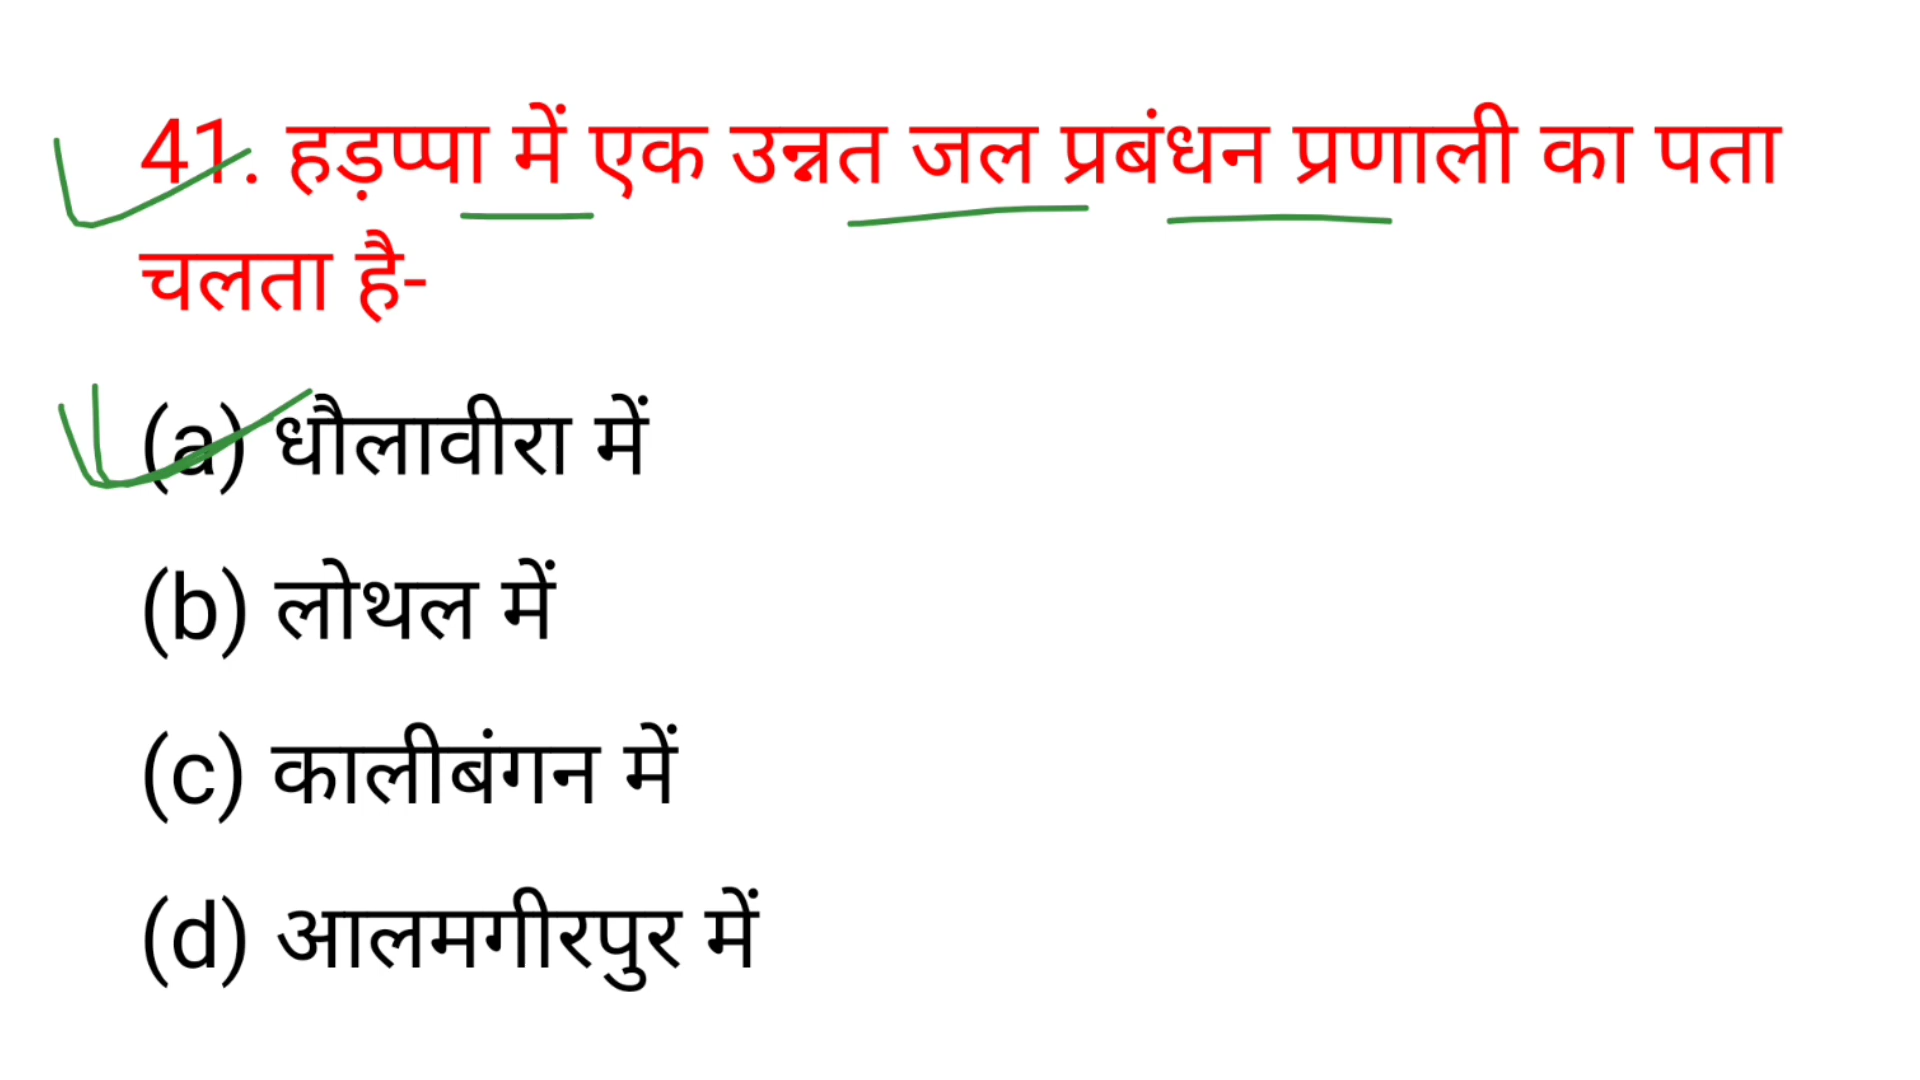 41. हड़प्पा में एक उन्नत जल प्रबंधन प्रणाली का पता
चलता है-
(a) धौलावीरा में
(b) लोथल में
(c) कालीबंगन में
(d) आलमगीरपुर में